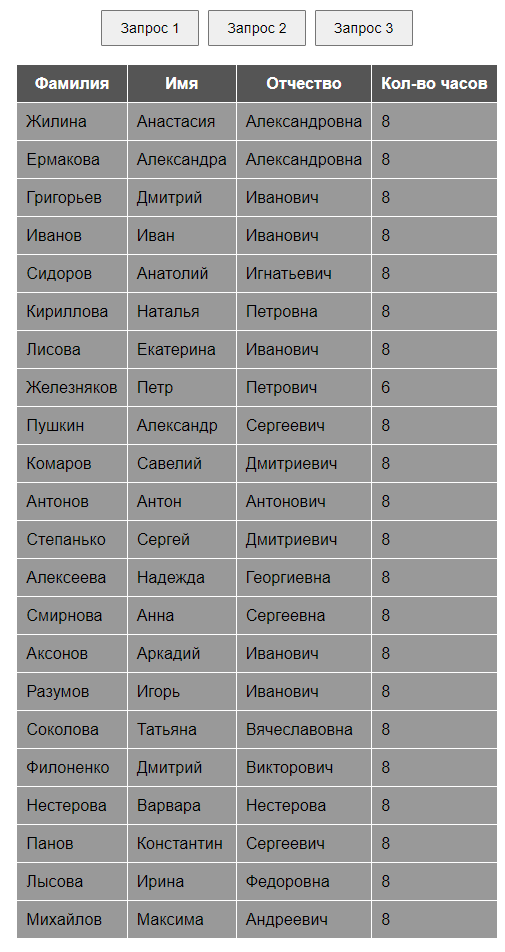 Запрос 1 Запрос 2 Запрос 3
Фамилия Имя Отчество Кол-во часов
Жилина Анастасия Александровна 8
Ермакова Александра Александровна 8
Григорьев Дмитрий Иванович 8
Иванов Иван Иванович 8
Сидоров Анатолий Игнатьевич 8
Кириллова Наталья Петровна 8
Лисова Екатерина Иванович 8
Железняков Петр Петрович 6
Пушкин Александр Сергеевич 8
Комаров Савелий Дмитриевич 8
Антонов Антон Антонович 8
Степанько Сергей Дмитриевич 8
Алексеева Надежда Георгиевна 8
Смирнова Анна Сергеевна 8
Аксонов Аркадий Иванович 8
Разумов Игорь Иванович 8
Соколова Татьяна Вячеславовна 8
Филоненко Дмитрий Викторович 8
Нестерова Варвара Нестерова 8
Панов Константин Сергеевич 8
Лысова Ирина Федоровна 8
Михайлов Максима Андреевич 8